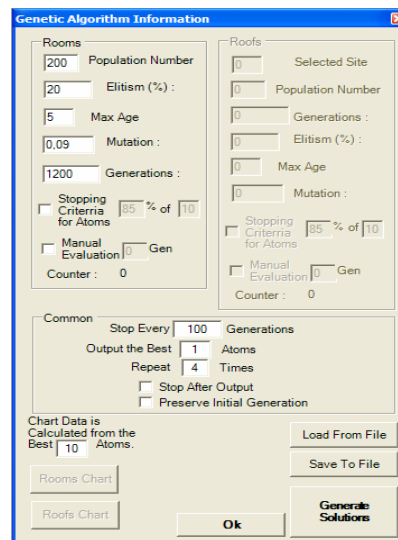 Genetic Algorithm Information
Rooms
200 Population Number
20 Elitism (%) :
5 Max Age
0,09 Mutation :
1200 Generations :
Stopping
Criterria
for Atoms
85 % of 10
Manual
Evaluation 0 Gen
Counter : 0
Roofs
0 Selected Site
0 Population Number
0 Generations :
0 Elitism (%) :
0 Max Age
0 Mutation :
Stopping
Criterria
for Atoms
85 % of 10
Manual
Evaluation 0 Gen
Counter : 0
Common
Stop Every 100 Generations
Output the Best 1 Atoms
Repeat 4 Times
Stop After Output
Preserve Initial Generation
Chart Data is
Calculated from the
Best 10 Atoms.
Rooms Chart
Roofs Chart
Load From File
Save To File
Generate
Solutions
Ok